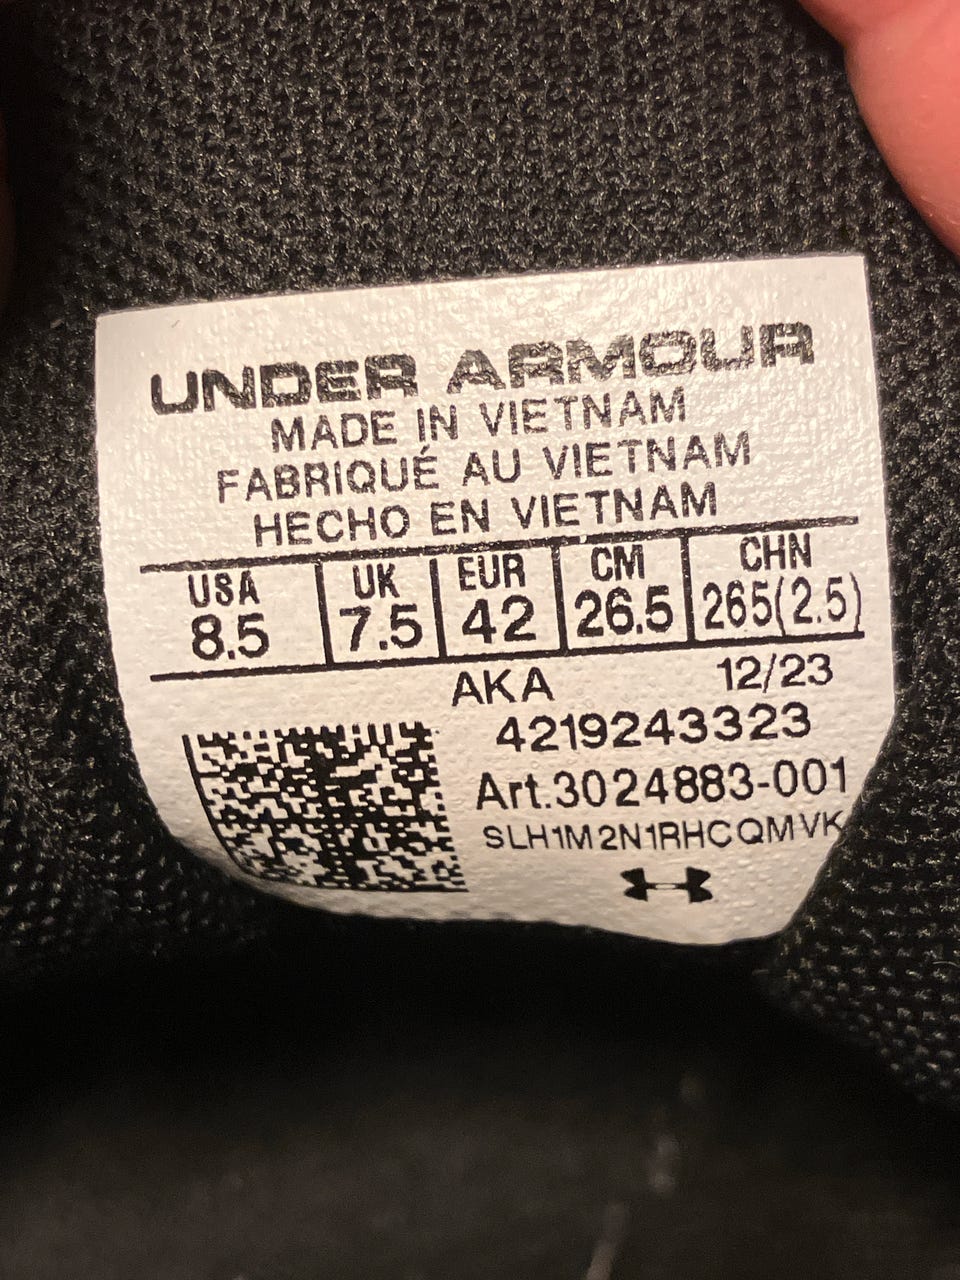 UNDER ARMOUR
MADE IN VIETNAM
FABRIQUÉ AU VIETNAM
HECHO EN VIETNAM
USA UK EUR CM CHN
8.5 7.5 42 26.5 265(2.5)
AKA 12/23
4219243323
Art.3024883-001
SLH1M2N1RHCQMVK